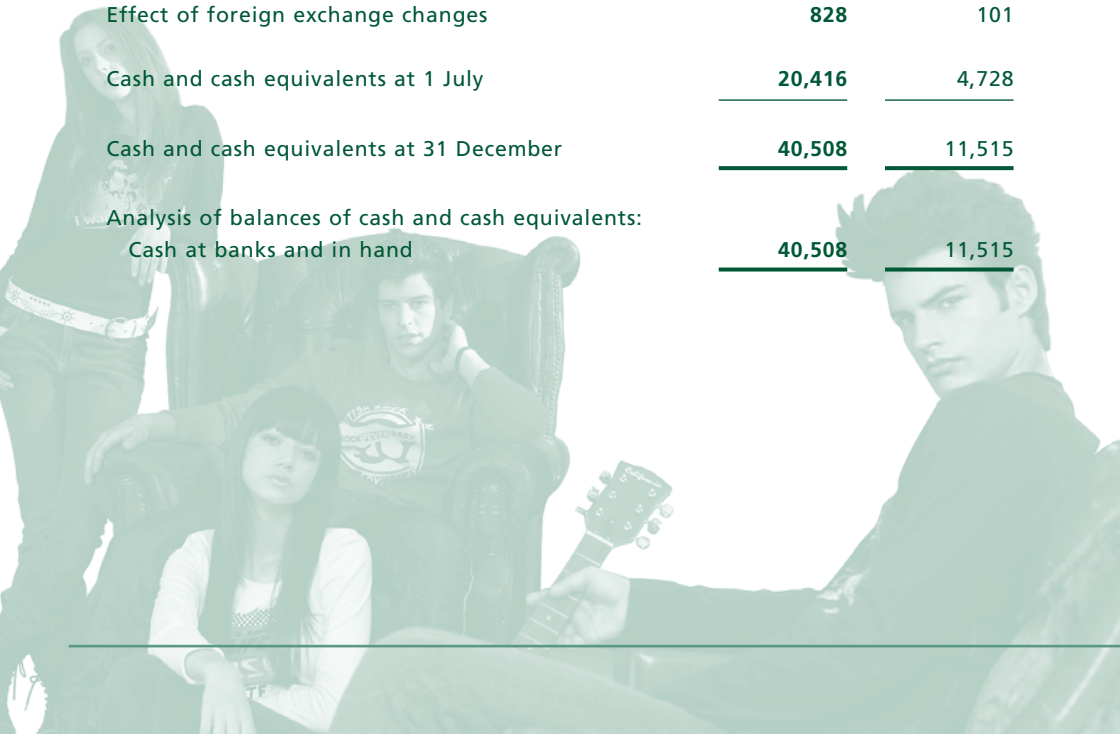 Effect of foreign exchange changes 828 101
Cash and cash equivalents at 1 July 20,416 4,728
Cash and cash equivalents at 31 December 40,508 11,515
Analysis of balances of cash and cash equivalents:
Cash at banks and in hand 40,508 11,515